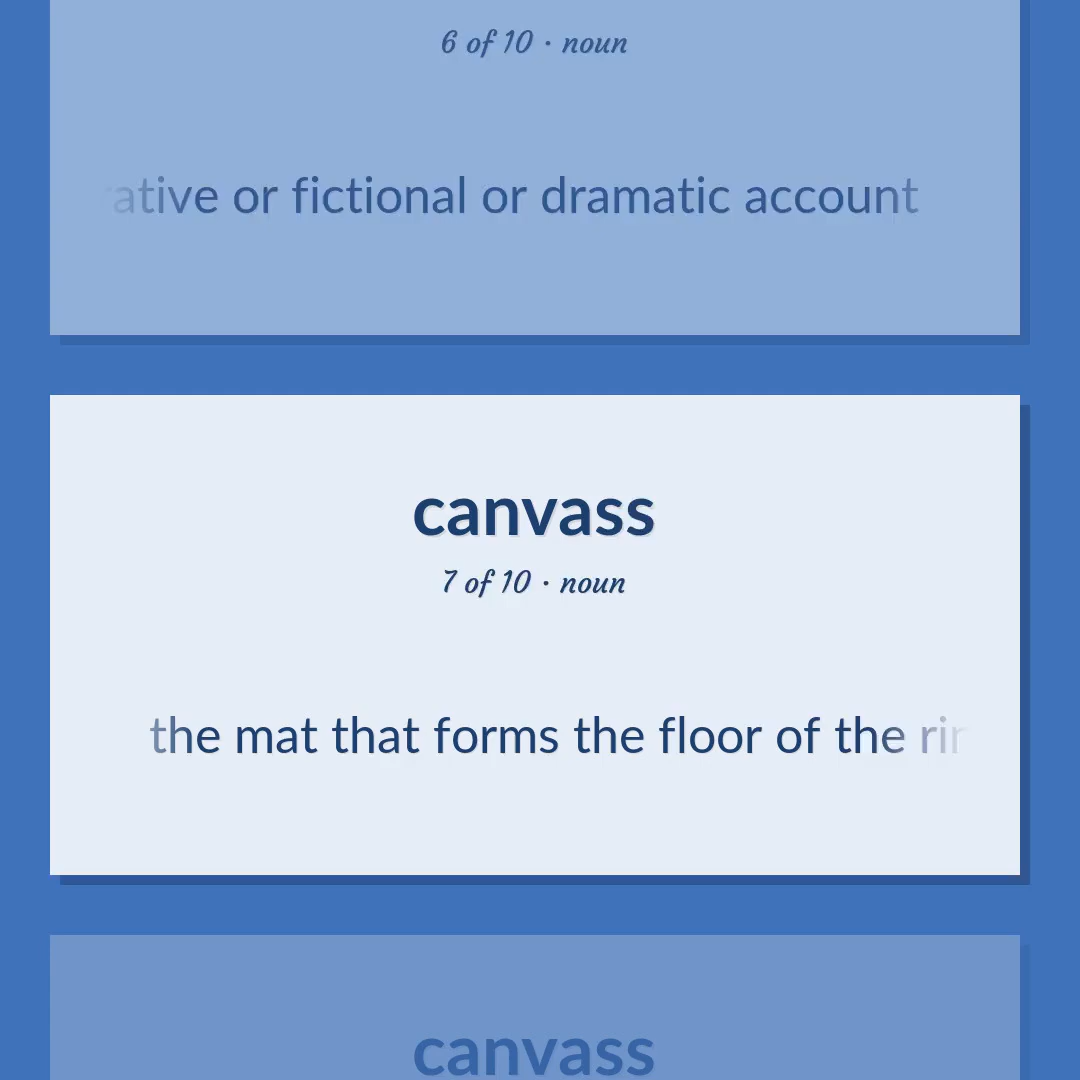 6 of 10 · noun
or fictional or dramatic account
canvass
7 of 10 · noun
the mat that forms the floor of the
canvass